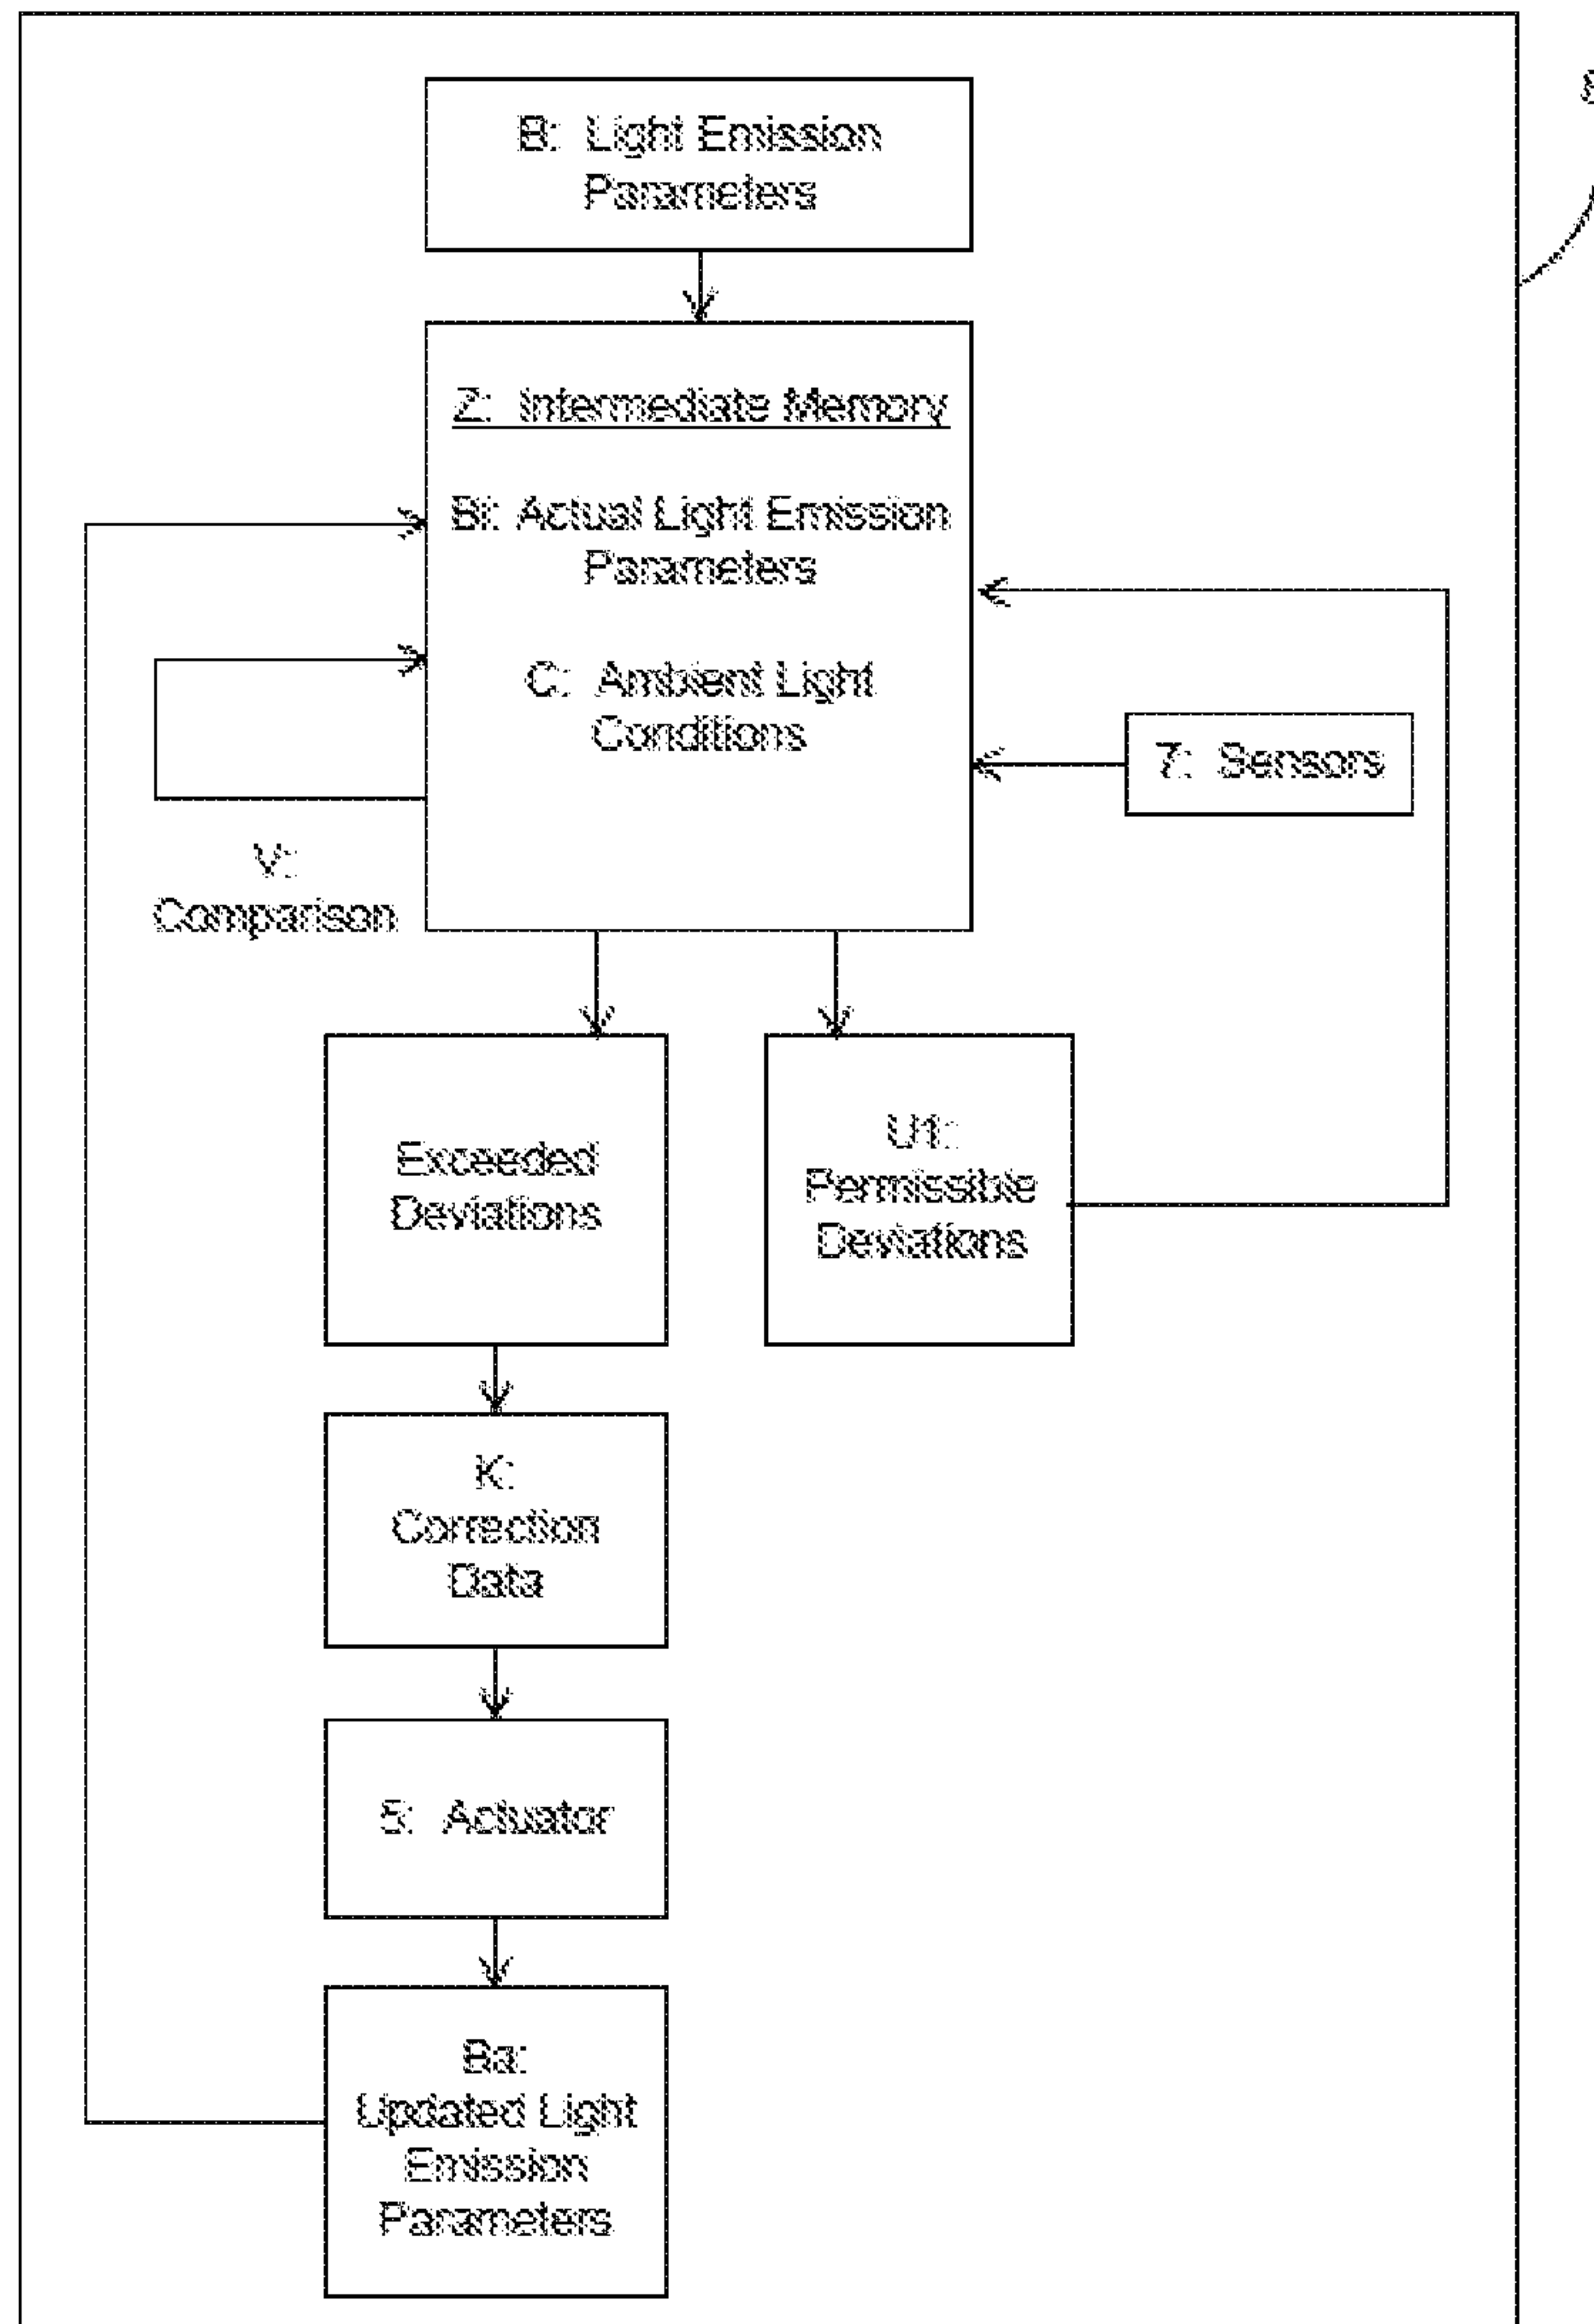 B: Light Emission
Parameters
Z: Intermediate Memory
Bi: Actual Light Emission
Parameters
C: Ambient Light
Conditions
7: Sensors
V:
Comparison
Exceeded
Deviations
U1:
Permissible
Deviations
K:
Correction
Data
5: Actuator
Ba:
Updated Light
Emission
Parameters